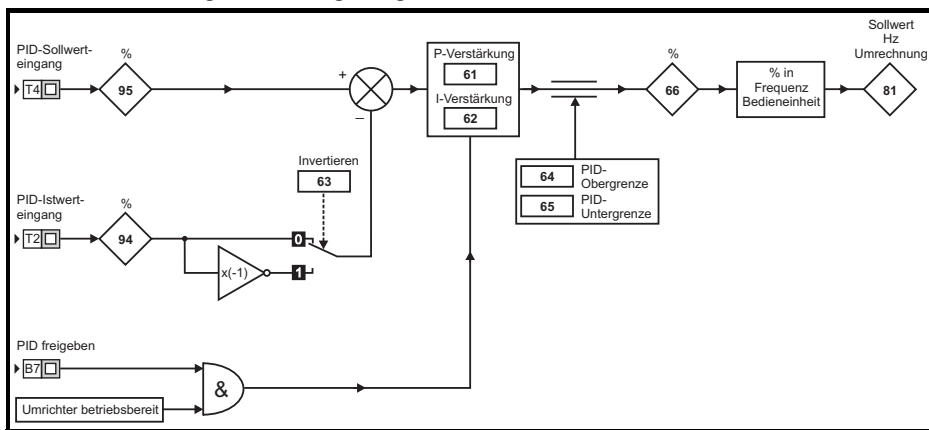 PID-Sollwert-
eingang
T4
%
95
+
–
P-Verstärkung
61
I-Verstärkung
62
%
66
% in
Frequenz
Bedieneinheit
Sollwert
Hz
Umrechnung
81
Invertieren
63
64
PID-
Obergrenze
65
PID-
Untergrenze
PID-Istwert-
eingang
T2
%
94
0
x(-1)
1
PID freigeben
B7
&
Umrichter betriebsbereit